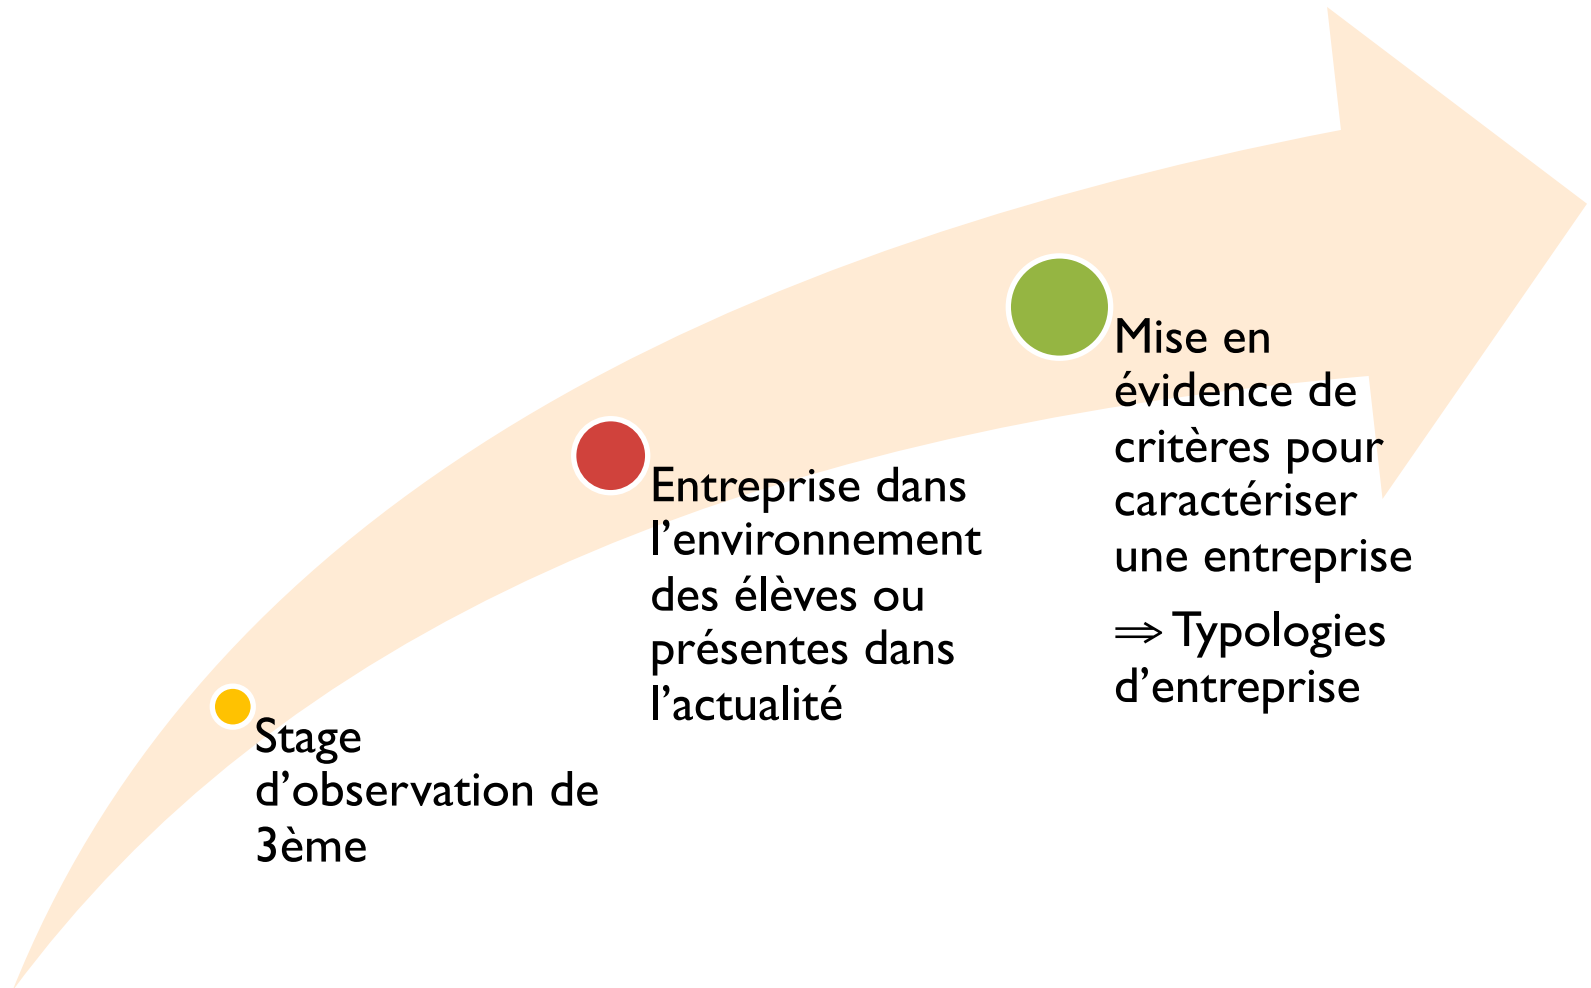 Stage
d’observation de
3ème
Entreprise dans
l’environnement
des élèves ou
présentes dans
l’actualité
Mise en
évidence de
critères pour
caractériser
une entreprise
⇒ Typologies
d’entreprise